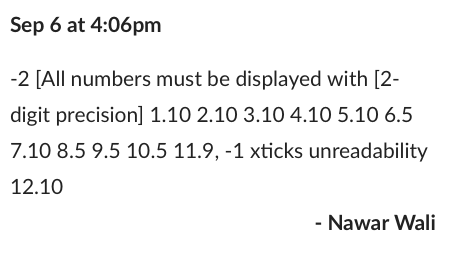 Sep 6 at 4:06pm
-2 [All numbers must be displayed with [2-
digit precision] 1.10 2.10 3.10 4.10 5.10 6.5
7.10 8.5 9.5 10.5 11.9, -1 xticks unreadability
12.10
- Nawar Wali